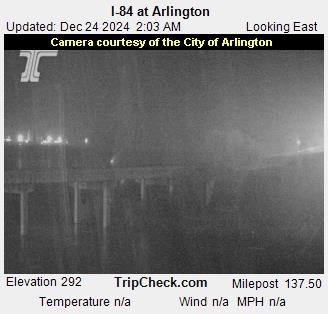 I-84 at Arlington
Updated: Dec 24 2024 2:03 AM Looking East
Camera courtesy of the City of Arlington
Elevation 292 TripCheck.com Milepost 137.50
Temperature n/a Wind n/a MPH n/a